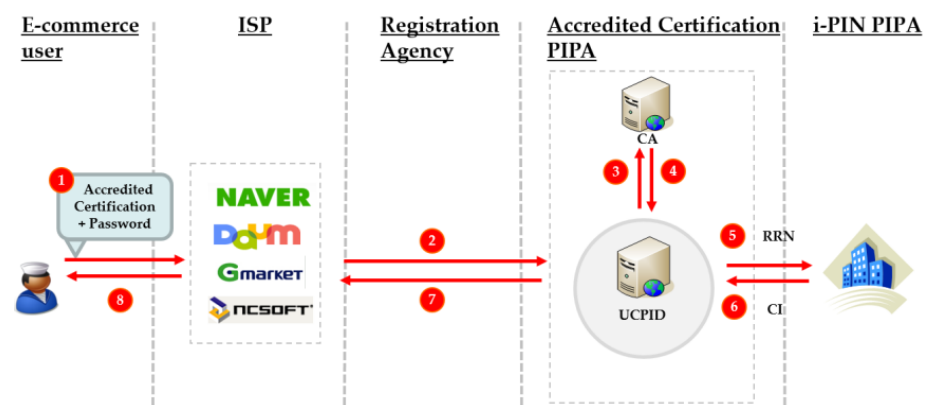 E-commerce
user
ISP
Registration
Agency
Accredited Certification
PIPA
i-PIN PIPA
CA
1
Accredited
Certification
+ Password
3
4
NAVER
Daum
Gmarket
NCSOFT
2
7
8
UCPID
5
RRN
6
CI